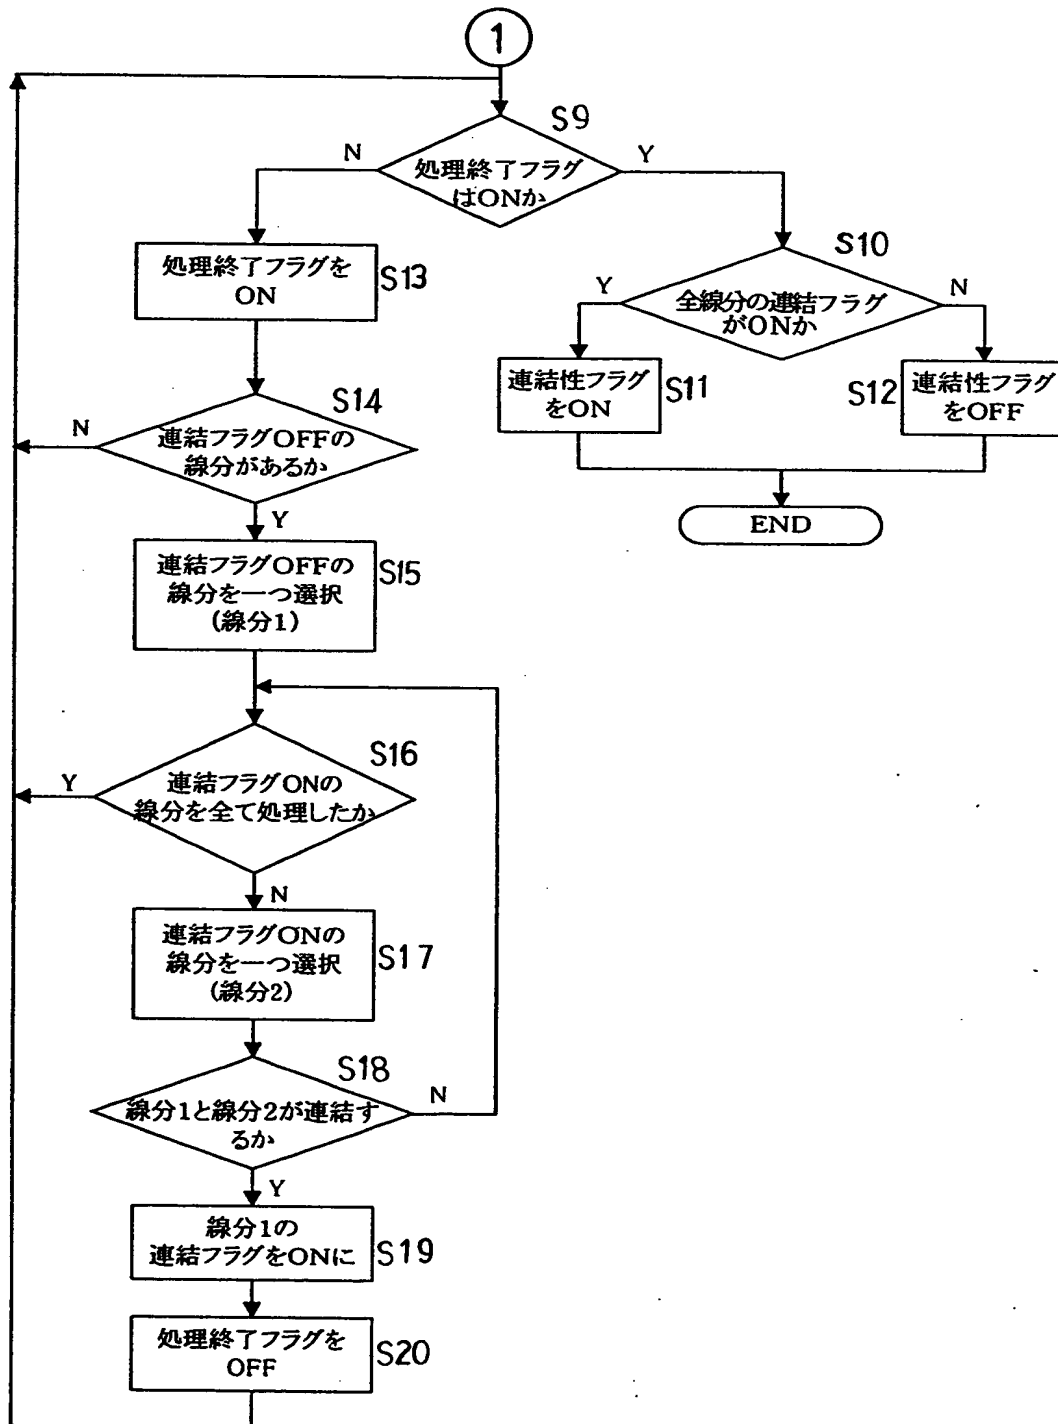 1
S9
N
Y
処理終了フラグ
はONか
S10
S13
処理終了フラグを
ON
Y
N
全線分の連結フラグ
がONか
S11
連結性フラグ
をON
S12
連結性フラグ
をOFF
S14
N
連結フラグOFFの
線分があるか
END
Y
連結フラグOFFの
線分を一つ選択
(線分1)
S15
S16
Y
連結フラグONの
線分を全て処理したか
N
連結フラグONの
線分を一つ選択
(線分2)
S17
S18
N
線分1と線分2が連結す
るか
Y
線分1の
連結フラグをONに
S19
処理終了フラグを
OFF
S20